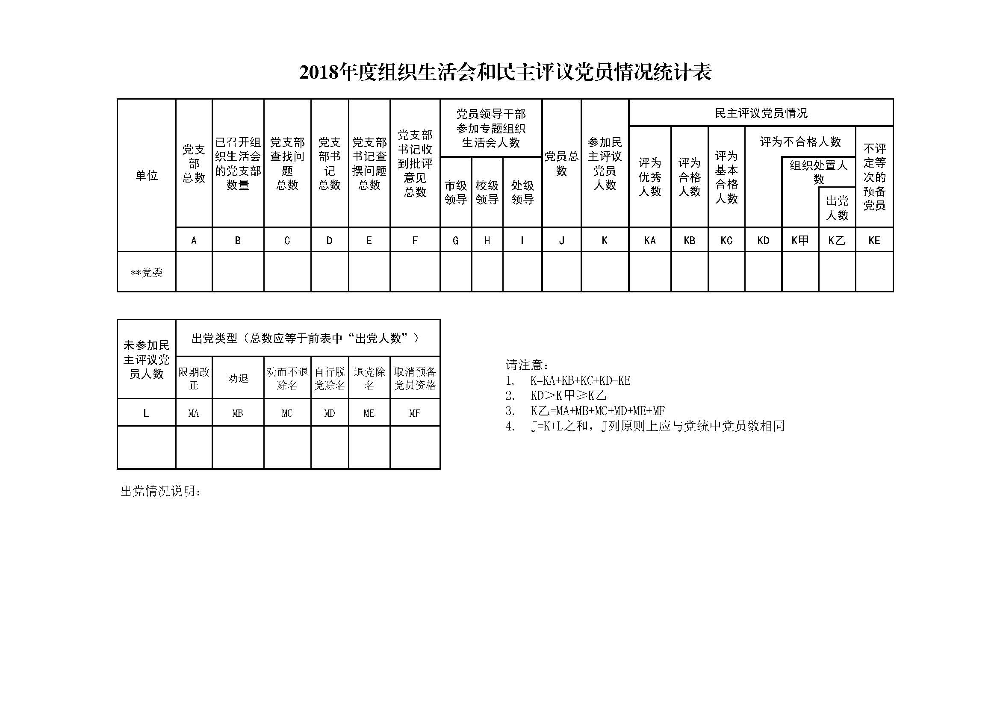 2018年度组织生活会和民主评议党员情况统计表
单位
党支
部
总数
已召开组
织生活会
的党支部
数量
党支部
查找问
题
总数
党支
部书
记
总数
党支部
书记查
摆问题
总数
党支部
书记收
到批评
意见
总数
党员领导干部
参加专题组织
生活会人数
市级
领导
校级
领导
处级
领导
党员总
数
参加民
主评议
党员
人数
民主评议党员情况
评为
优秀
人数
评为
合格
人数
评为
基本
合格
人数
评为不合格人数
组织处置人
数
出党
人数
不评
定等
次的
预备
党员
A B C D E F G H I J K KA KB KC KD K甲 K乙 KE
**党委
未参加民
主评议党
员人数
出党类型（总数应等于前表中“出党人数”）
限期改
正
劝退
劝而不退
除名
自行脱
党除名
退党除
名
取消预备
党员资格
L MA MB MC MD ME MF
请注意：
1. K=KA+KB+KC+KD+KE
2. KD＞K甲≥K乙
3. K乙=MA+MB+MC+MD+ME+MF
4. J=K+L之和，J列原则上应与党统中党员数相同
出党情况说明：